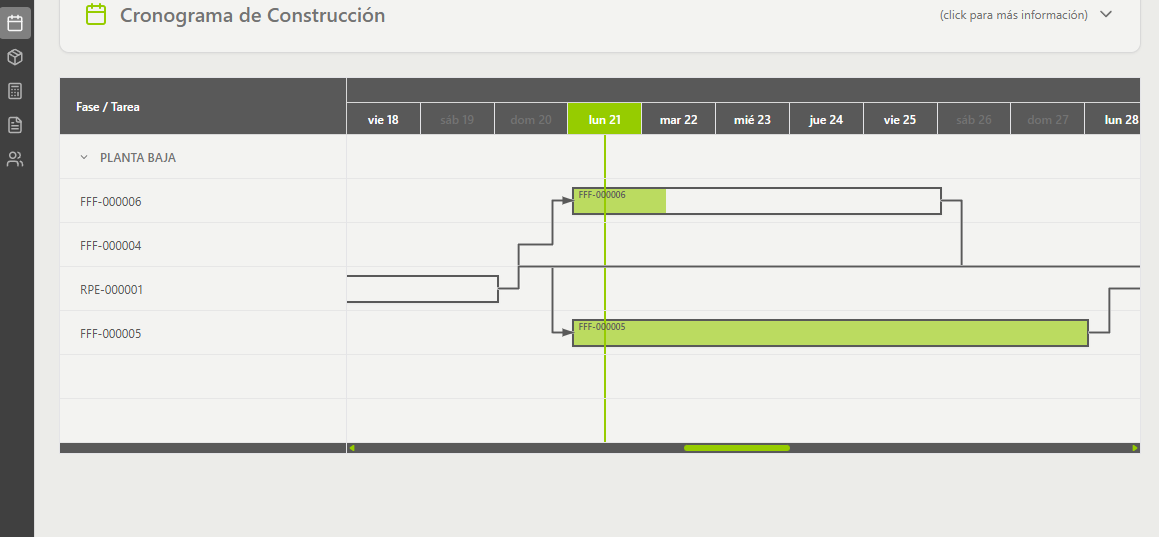 Cronograma de Construcción
(click para más información)
Fase / Tarea
vie 18 sáb 19 dom 20 lun 21 mar 22 mié 23 jue 24 vie 25 sáb 26 dom 27 lun 28
PLANTA BAJA
FFF-000006
FFF-000006
FFF-000004
RPE-000001
FFF-000005
FFF-000005